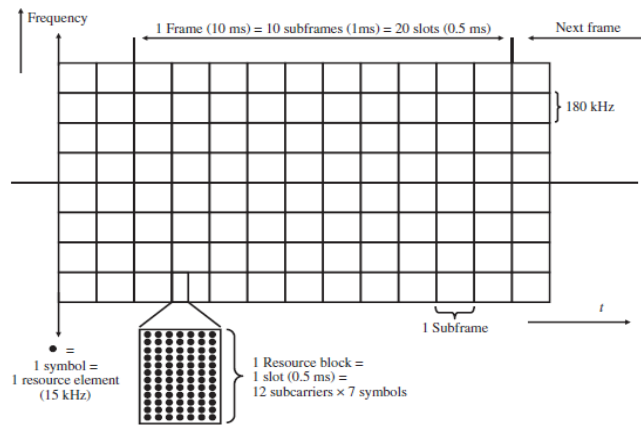 Frequency
1 Frame (10 ms) = 10 subframes (1ms) = 20 slots (0.5 ms)
Next frame
180 kHz
t
1 Subframe
• =
1 symbol =
1 resource element
(15 kHz)
1 Resource block =
1 slot (0.5 ms) =
12 subcarriers × 7 symbols